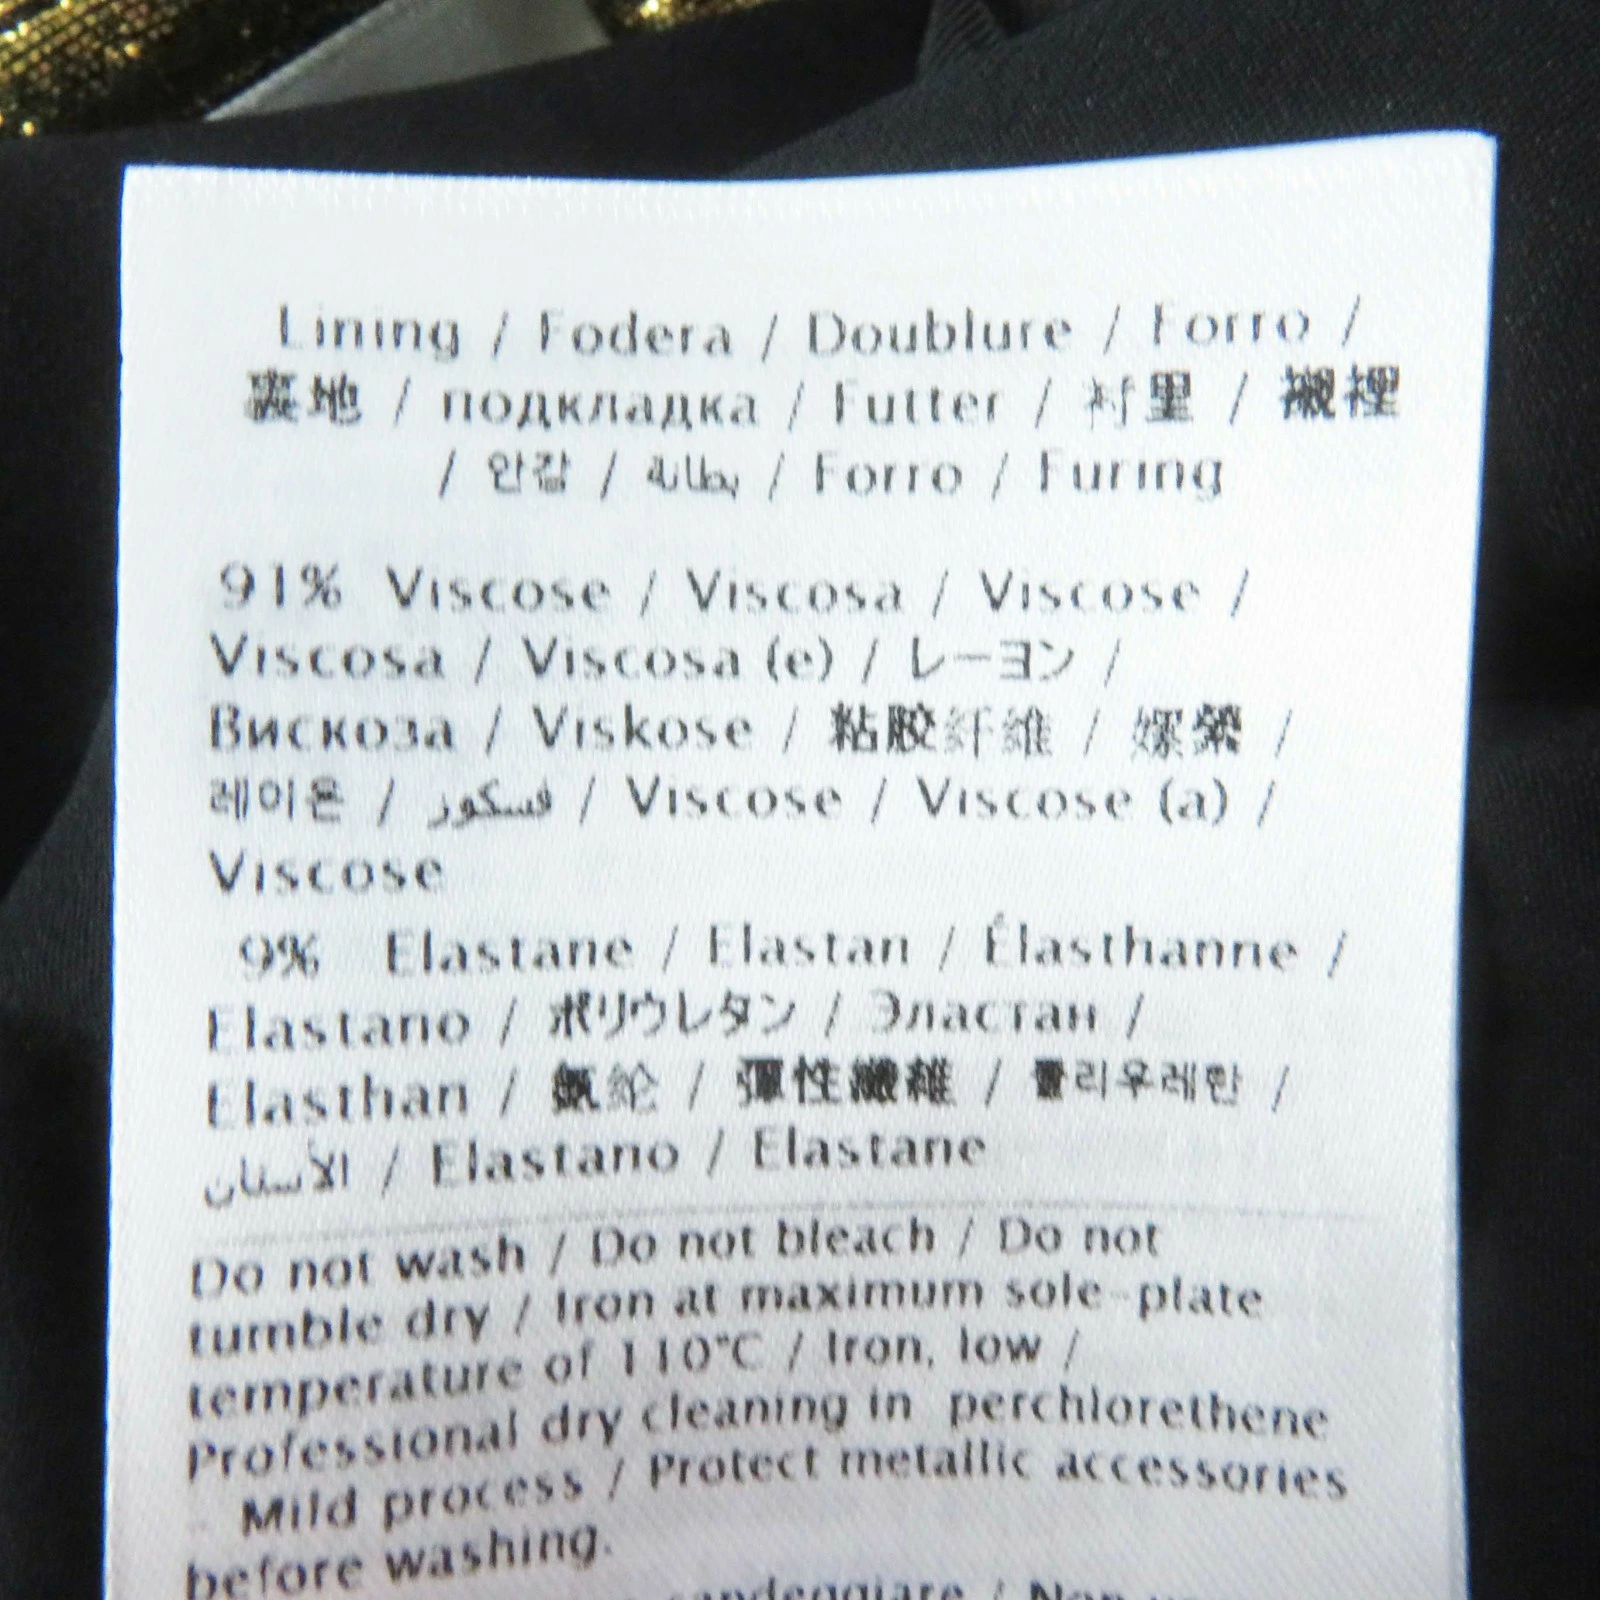 Lining / Fodera / Doublure / Forro /
裏地 / подкладка / Futter / 衬里 / 襯裡
/ 안감 / بطانة / Forro / Furing
91% Viscose / Viscosa / Viscose /
Viscosa / Viscosa (e) / レーヨン /
Вискоза / Viskose / 粘胶纤维 / 嫘縈 /
레이온 / فسكوز / Viscose / Viscose (a) /
Viscose
9% Elastane / Elastan / Élasthanne /
Elastano / ポリウレタン / Эластан /
Elasthan / 氨纶 / 彈性纖維 / 폴리우레탄 /
الأستان / Elastano / Elastane
Do not wash / Do not bleach / Do not
tumble dry / Iron at maximum sole-plate
temperature of 110°C / Iron, low /
Professional dry cleaning in perchlorethene
- Mild process / Protect metallic accessories
before washing.
candeggiare / Non